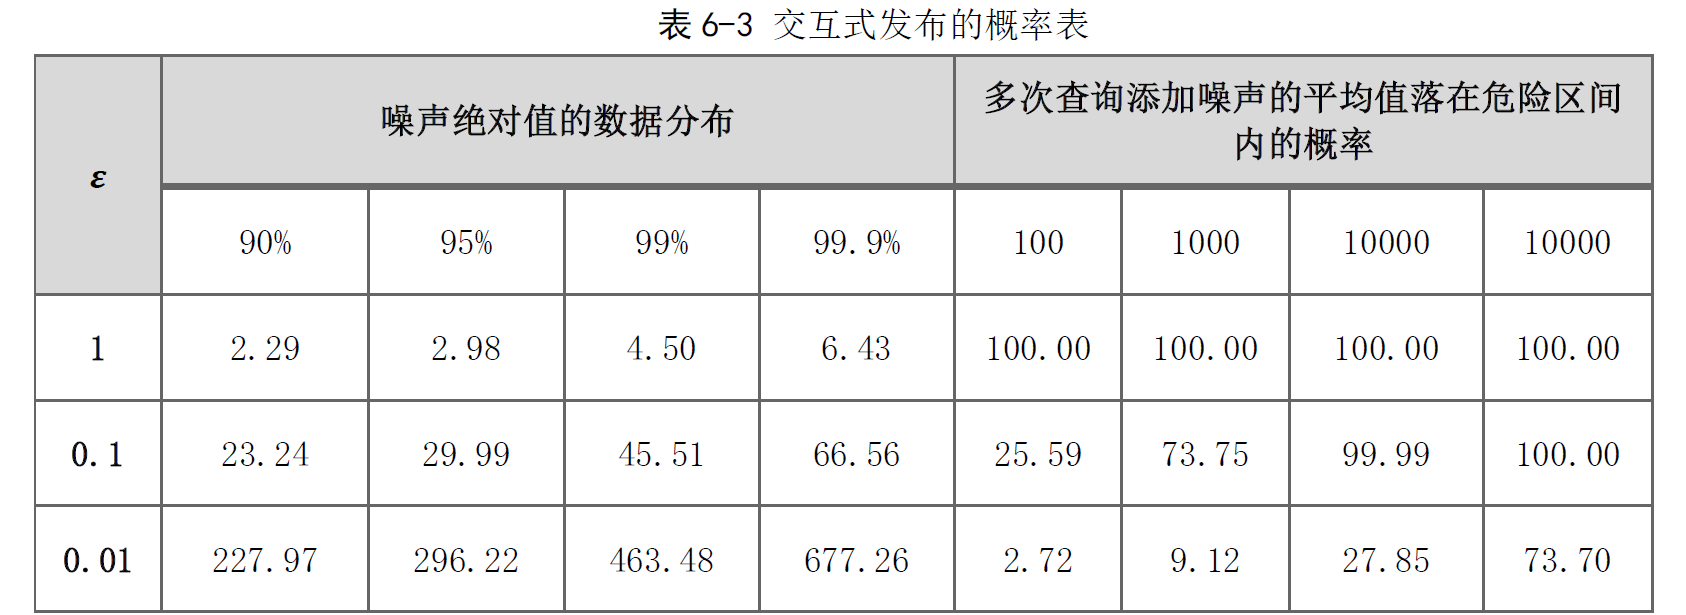 表 6-3 交互式发布的概率表
ε 噪声绝对值的数据分布 多次查询添加噪声的平均值落在危险区间
内的概率
90% 95% 99% 99.9% 100 1000 10000 10000
1 2.29 2.98 4.50 6.43 100.00 100.00 100.00 100.00
0.1 23.24 29.99 45.51 66.56 25.59 73.75 99.99 100.00
0.01 227.97 296.22 463.48 677.26 2.72 9.12 27.85 73.70